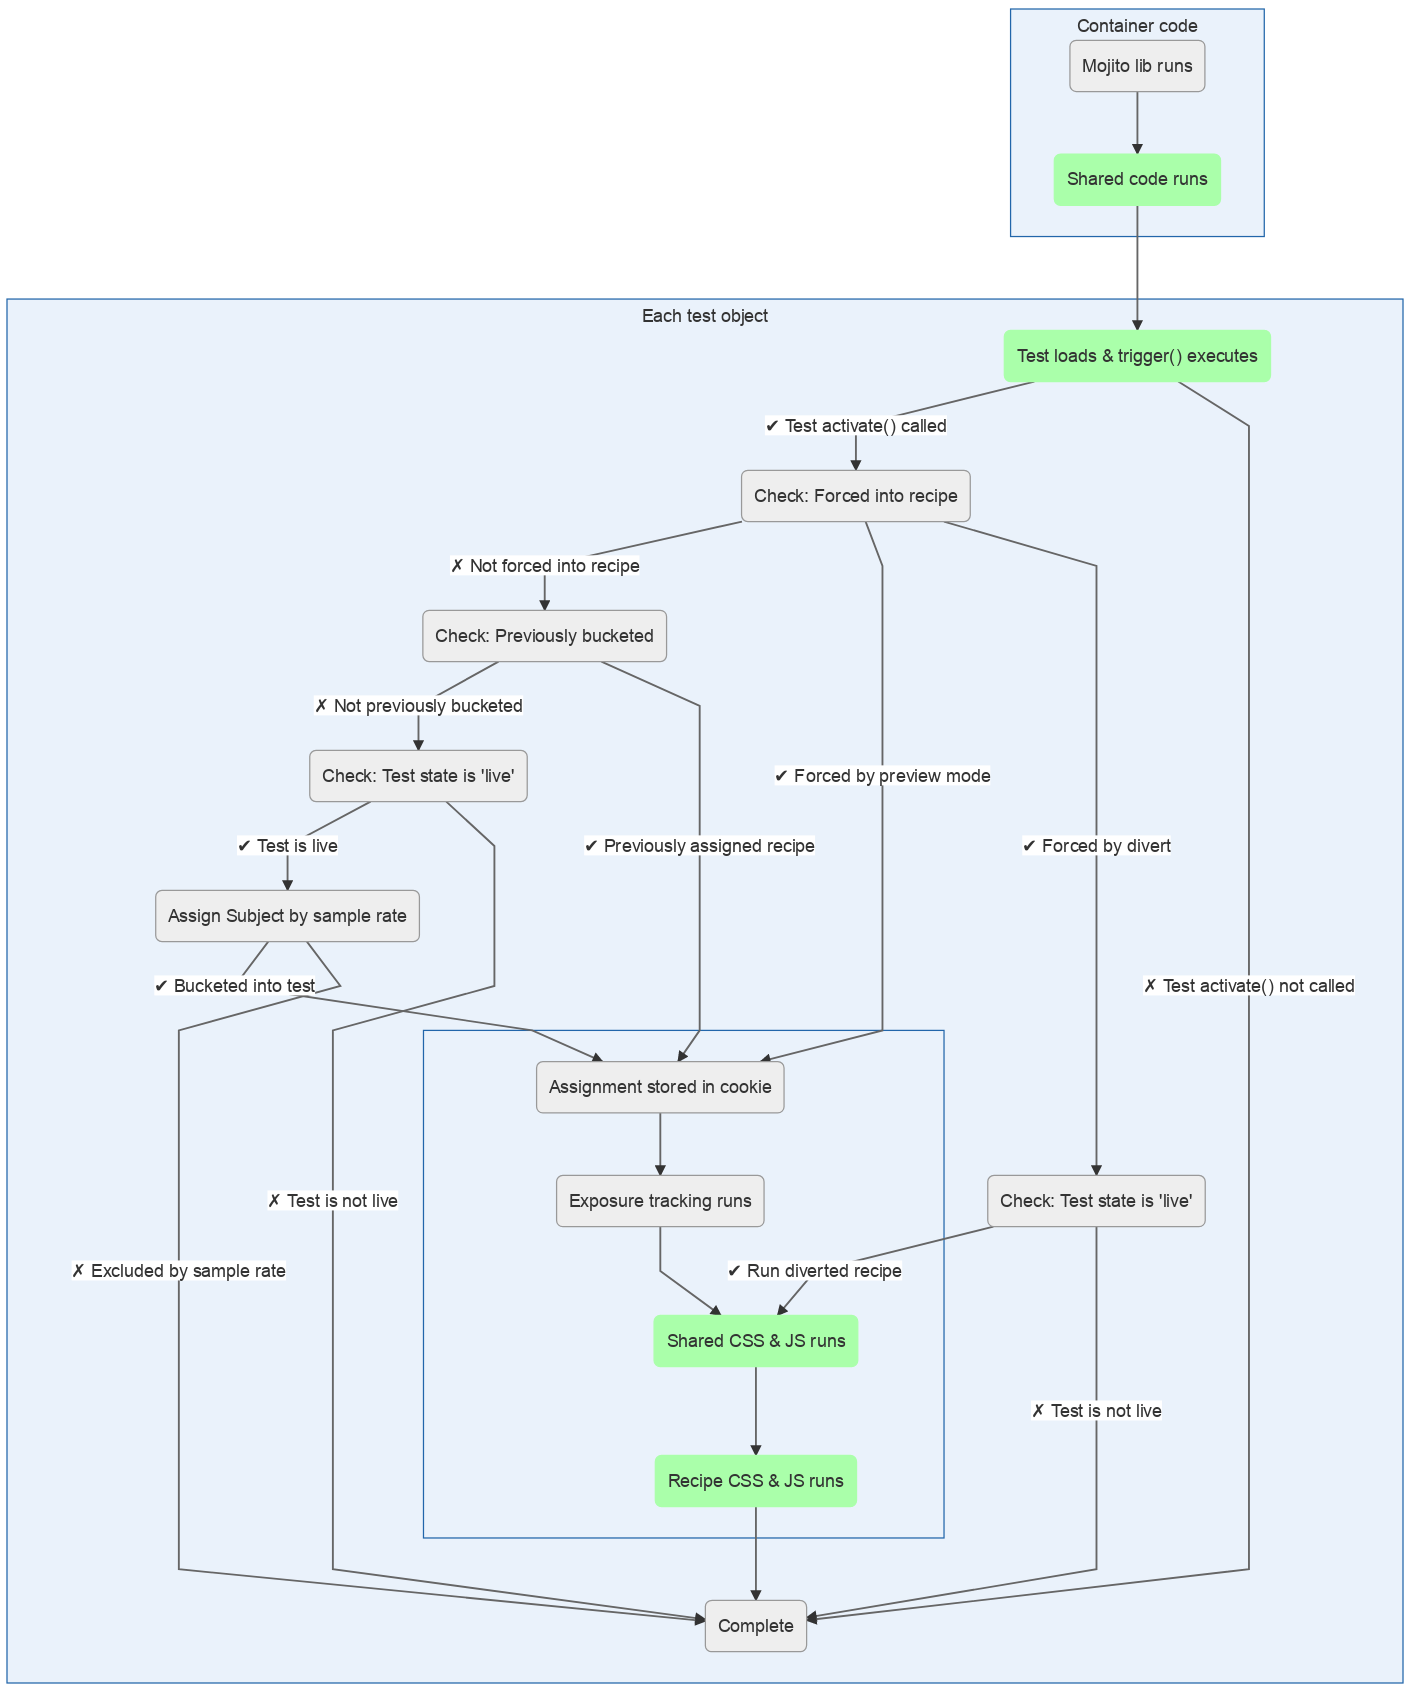 Container code
Mojito lib runs
Shared code runs
Each test object
Test loads & trigger() executes
✔ Test activate() called
Check: Forced into recipe
✗ Not forced into recipe
Check: Previously bucketed
✗ Not previously bucketed
Check: Test state is 'live'
✔ Forced by preview mode
✔ Test is live
✔ Previously assigned recipe
✔ Forced by divert
Assign Subject by sample rate
✔ Bucketed into test
✗ Test activate() not called
Assignment stored in cookie
✗ Test is not live
Exposure tracking runs
Check: Test state is 'live'
✗ Excluded by sample rate
✔ Run diverted recipe
Shared CSS & JS runs
✗ Test is not live
Recipe CSS & JS runs
Complete